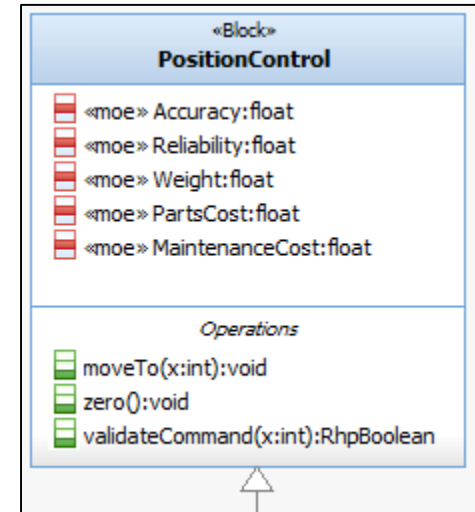 «Block»
PositionControl
«moe» Accuracy:float
«moe» Reliability:float
«moe» Weight:float
«moe» PartsCost:float
«moe» MaintenanceCost:float
Operations
moveTo(x:int):void
zero():void
validateCommand(x:int):RhpBoolean